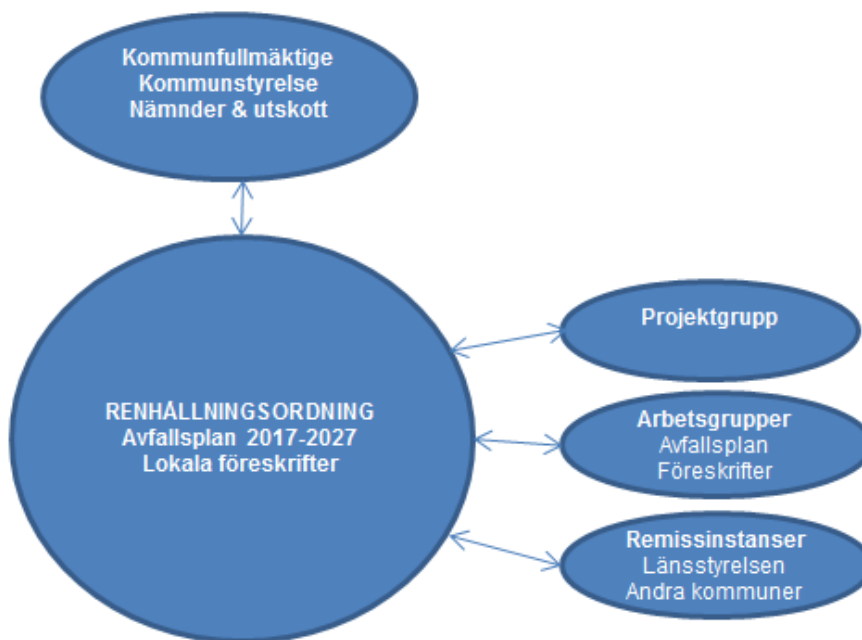 Kommunfullmäktige
Kommunstyrelse
Nämnder & utskott
Projektgrupp
RENHÅLLNINGSORDNING
Avfallsplan 2017-2027
Lokala föreskrifter
Arbetsgrupper
Avfallsplan
Föreskrifter
Remissinstanser
Länsstyrelsen
Andra kommuner